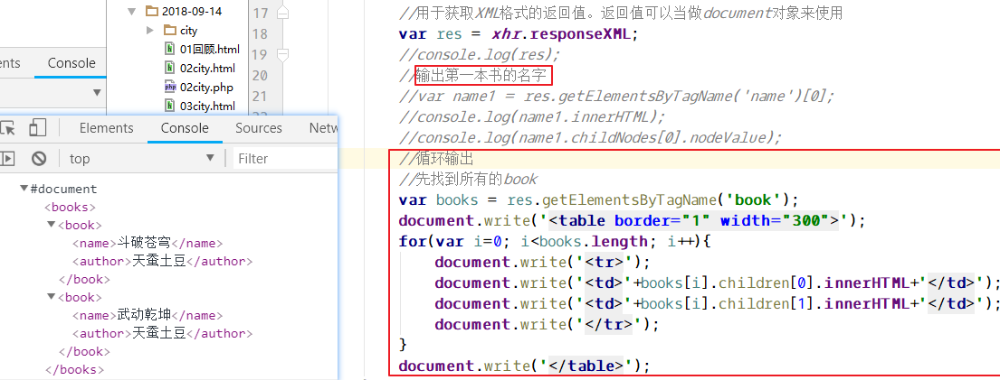 2018-09-14
city
01回顾.html
02city.html
02city.php
03city.html
Console
Elements
Console
Sources
top
Filter
#document
<books>
<book>
<name>斗破苍穹</name>
<author>天蚕土豆</author>
</book>
<book>
<name>武动乾坤</name>
<author>天蚕土豆</author>
</book>
</books>
17
18
19
20
21
//用于获取XML格式的返回值。返回值可以当做document对象来使用
var res = xhr.responseXML;
//console.log(res);
//输出第一本书的名字
//var name1 = res.getElementsByTagName('name')[0];
//console.log(name1.innerHTML);
//console.log(name1.childNodes[0].nodeValue);
//循环输出
//先找到所有的book
var books = res.getElementsByTagName('book');
document.write('<table border="1" width="300">');
for(var i=0; i<books.length; i++){
document.write('<tr>');
document.write('<td>'+books[i].children[0].innerHTML+'</td>');
document.write('<td>'+books[i].children[1].innerHTML+'</td>');
document.write('</tr>');
}
document.write('</table>');